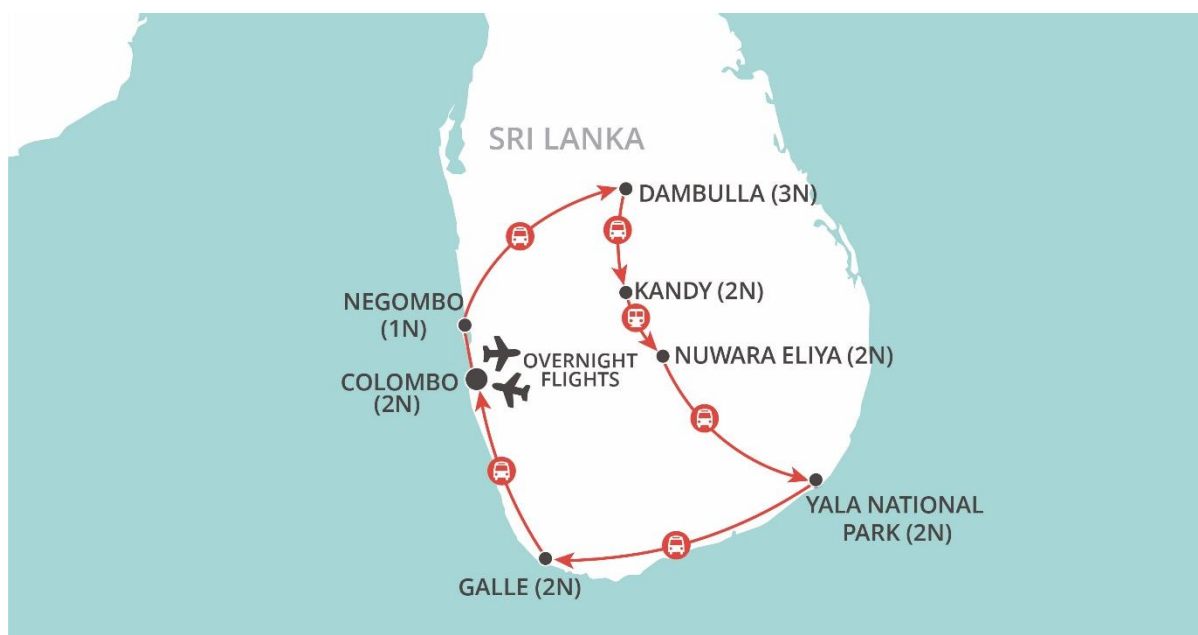 SRI LANKA
DAMBULLA (3N)
KANDY (2N)
NEGOMBO
(1N)
NUWARA ELIYA (2N)
OVERNIGHT
FLIGHTS
COLOMBO
(2N)
YALA NATIONAL
PARK (2N)
GALLE (2N)